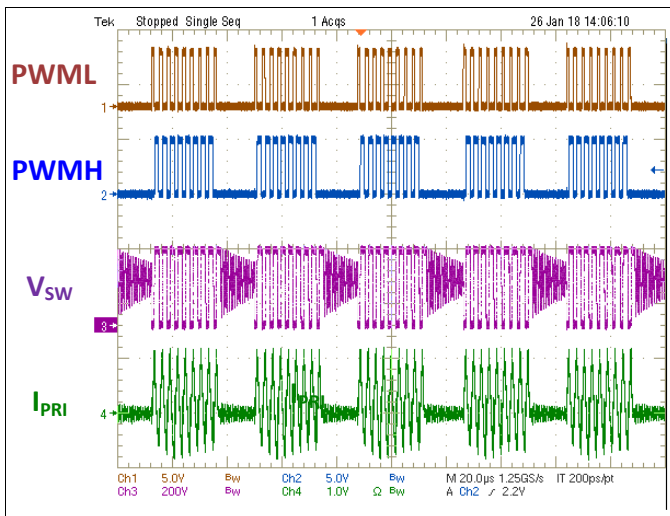 Tek Stopped Single Seq 1 Acqs 26 Jan 18 14:06:10
PWML
1
PWMH
2
VSW
3
IPRI
IPRI
4
Ch1 5.0V BW Ch2 5.0V BW M 20.0µs 1.25GS/s IT 200ps/pt
Ch3 200V BW Ch4 1.0V Ω BW A Ch2 ∕ 2.2V